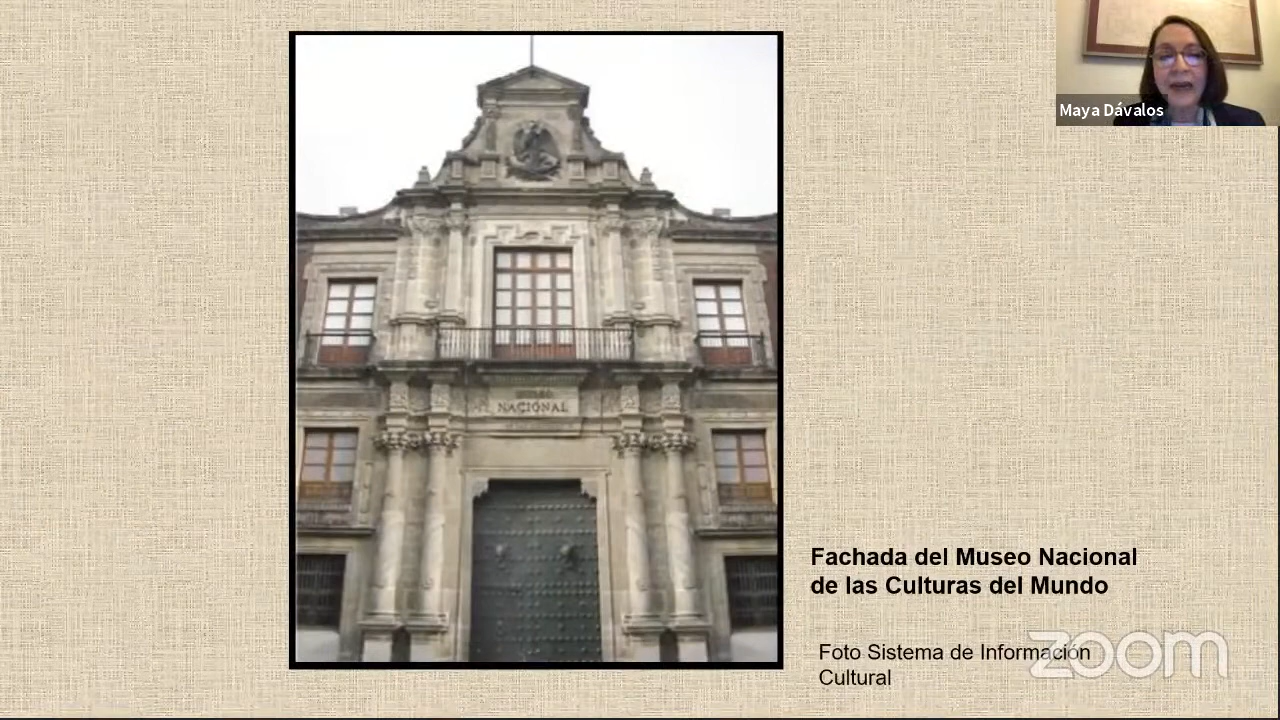 Maya Dávalos
NACIONAL
Fachada del Museo Nacional
de las Culturas del Mundo
Foto Sistema de Información
Cultural
zoom